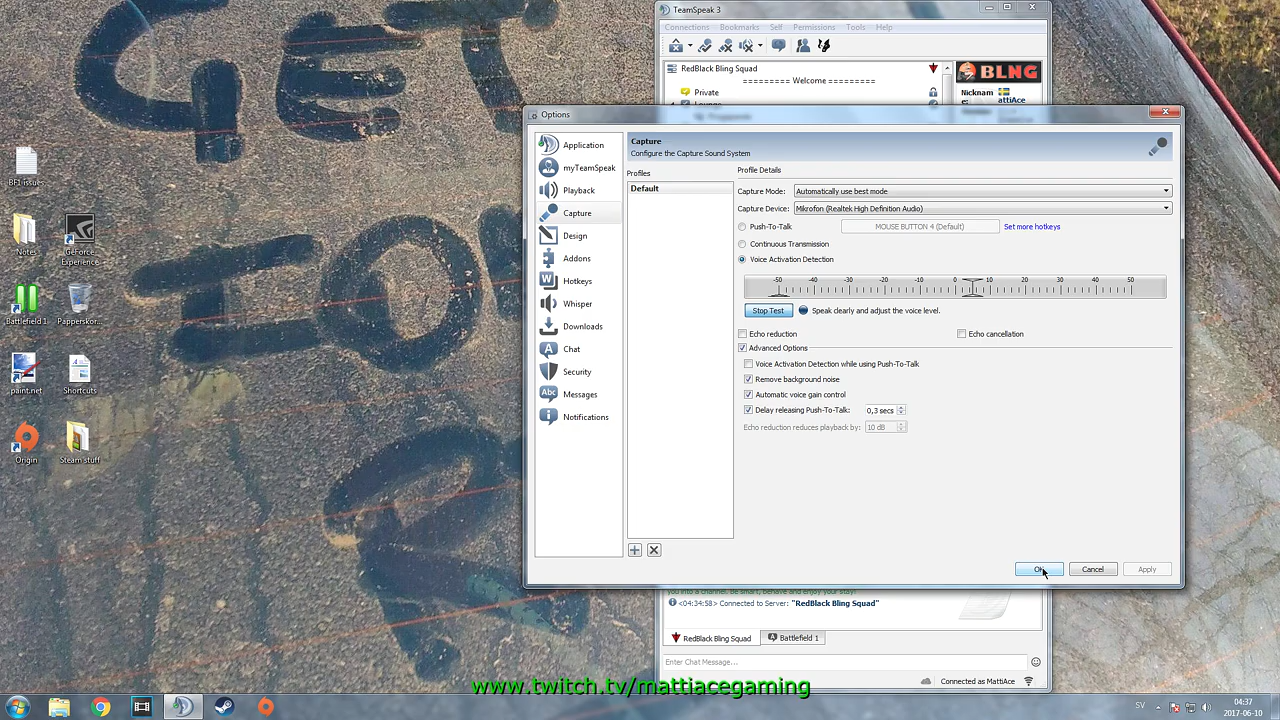 TeamSpeak 3
Connections Bookmarks Self Permissions Tools Help
RedBlack Bling Squad
========= Welcome =========
Private
BLNG
Nicknam
attiAce
Options
Application
myTeamSpeak
Playback
Capture
Design
Addons
Hotkeys
Whisper
Downloads
Chat
Security
Messages
Notifications
Capture
Configure the Capture Sound System
Profiles
Default
Profile Details
Capture Mode: Automatically use best mode
Capture Device: Mikrofon (Realtek High Definition Audio)
Push-To-Talk MOUSE BUTTON 4 (Default) Set more hotkeys
Continuous Transmission
Voice Activation Detection
-50 -40 -30 -20 -10 0 10 20 30 40 50
Stop Test Speak clearly and adjust the voice level.
Echo reduction Echo cancellation
Advanced Options
Voice Activation Detection while using Push-To-Talk
Remove background noise
Automatic voice gain control
Delay releasing Push-To-Talk: 0,3 secs
Echo reduction reduces playback by: 10 dB
OK Cancel Apply
<04:34:58> Connected to Server: "RedBlack Bling Squad"
RedBlack Bling Squad Battlefield 1
Enter Chat Message...
Connected as MattiAce
BF1 issue
Notes
GeForce
Experience
Battlefield 1
Papperskor...
paint.net
Shortcuts
Origin
Steam stuff
www.twitch.tv/mattiacegaming
SV
04:37
2017-06-10